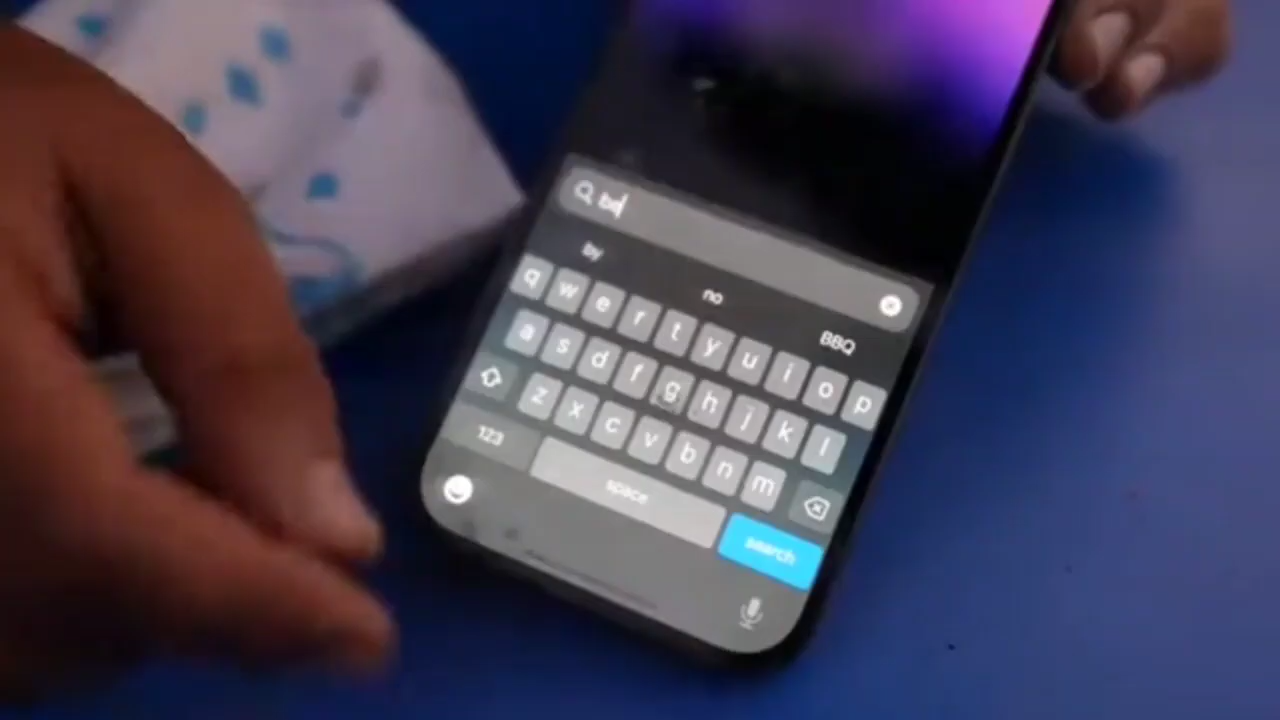 by no BBQ
q w e r t y u i o p
a s d f g h j k l
z x c v b n m
123 space search